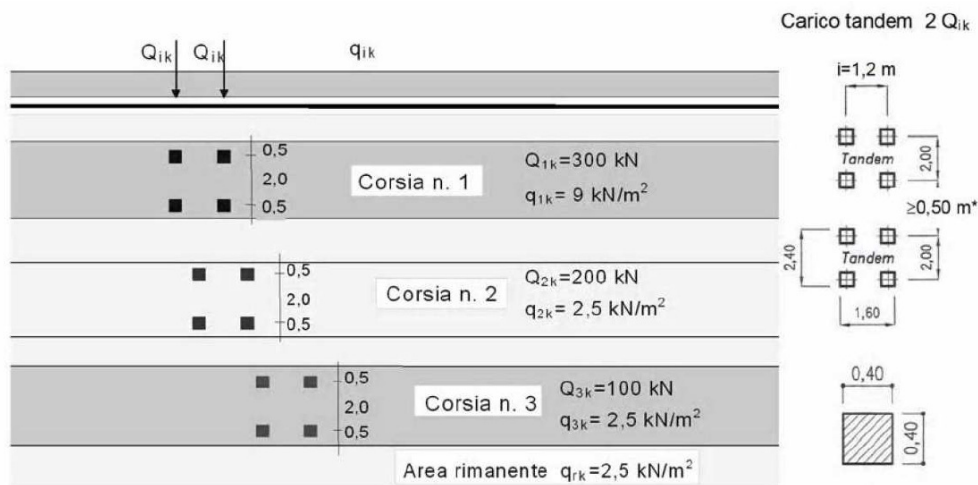 Carico tandem 2 Qik
Qik Qik qik
i=1,2 m
0,5
2,0
0,5
Corsia n. 1
Q1k=300 kN
q1k= 9 kN/m²
Tandem
2,00
≥0,50 m*
0,5
2,0
0,5
Corsia n. 2
Q2k=200 kN
q2k= 2,5 kN/m²
2,40
Tandem
2,00
1,60
0,5
2,0
0,5
Corsia n. 3
Q3k=100 kN
q3k= 2,5 kN/m²
0,40
0,40
Area rimanente qrk=2,5 kN/m²